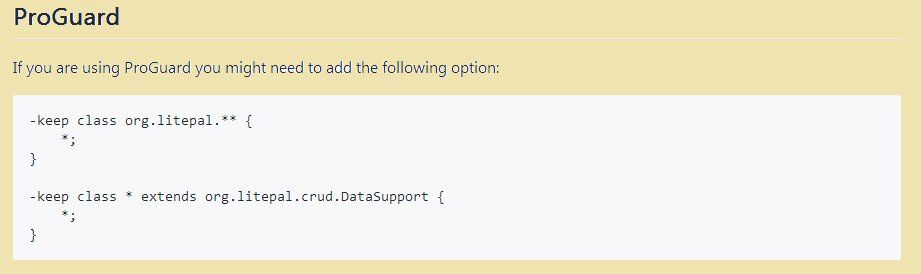 ProGuard
If you are using ProGuard you might need to add the following option:
-keep class org.litepal.** {
    *;
}
-keep class * extends org.litepal.crud.DataSupport {
    *;
}